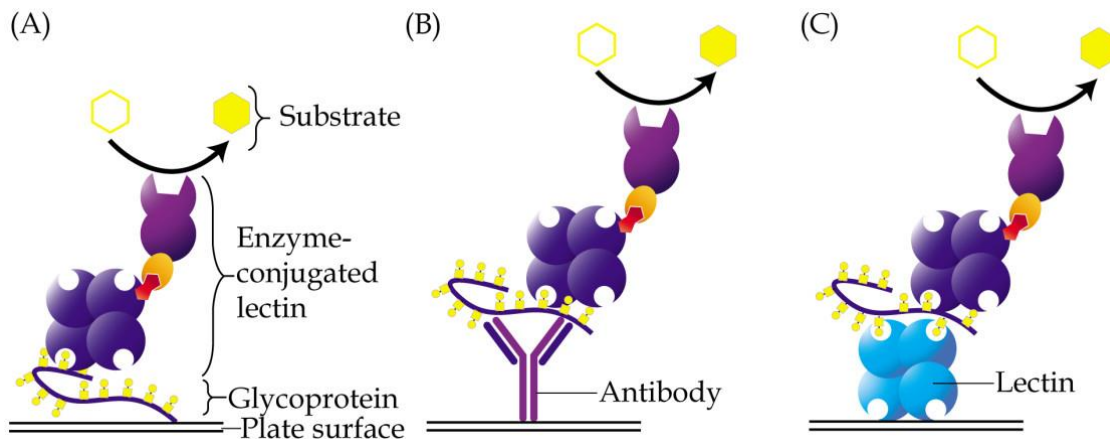 (A)
(B)
(C)
Substrate
Enzyme-
conjugated
lectin
Glycoprotein
Plate surface
Antibody
Lectin